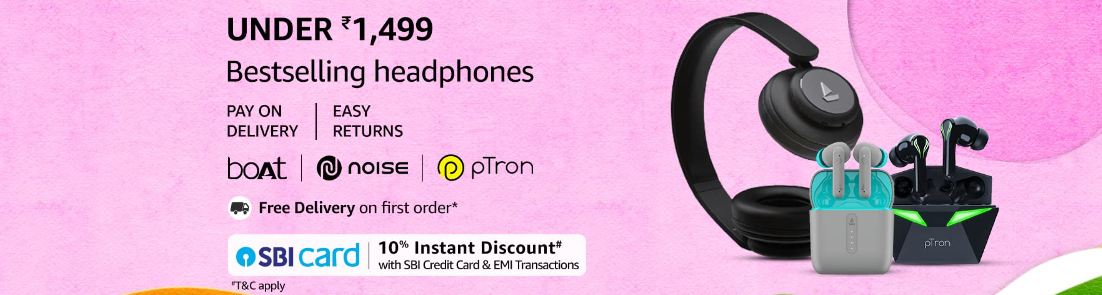 UNDER ₹1,499
Bestselling headphones
PAY ON DELIVERY | EASY RETURNS
boAt | noise | pTron
Free Delivery on first order*
SBI card | 10% Instant Discount#
with SBI Credit Card & EMI Transactions
#T&C apply
pTron